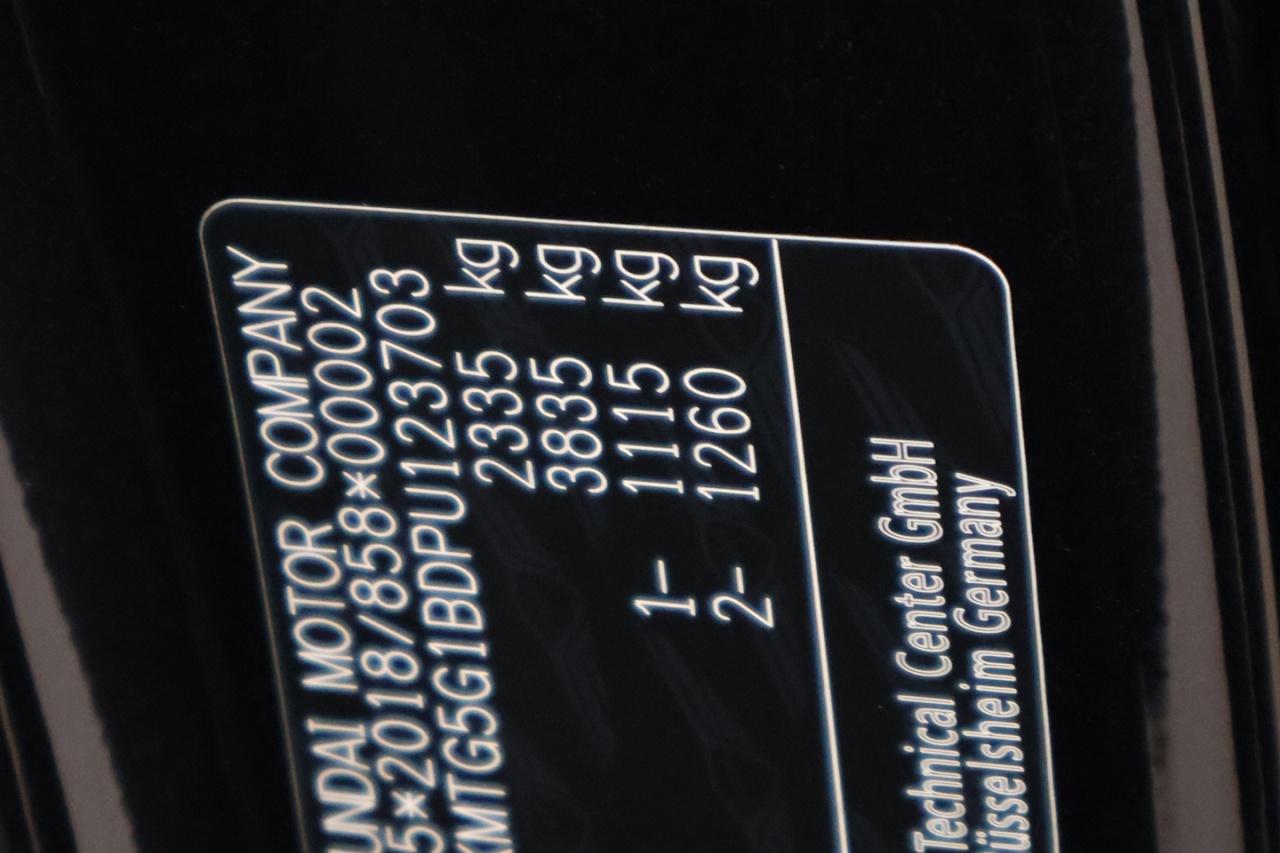 UNDAI MOTOR COMPANY
5*2018/858*00002
KMTG5G1BDPU123703
2335 kg
3835 kg
1- 1115 kg
2- 1260 kg
Technical Center GmbH
üsselsheim Germany